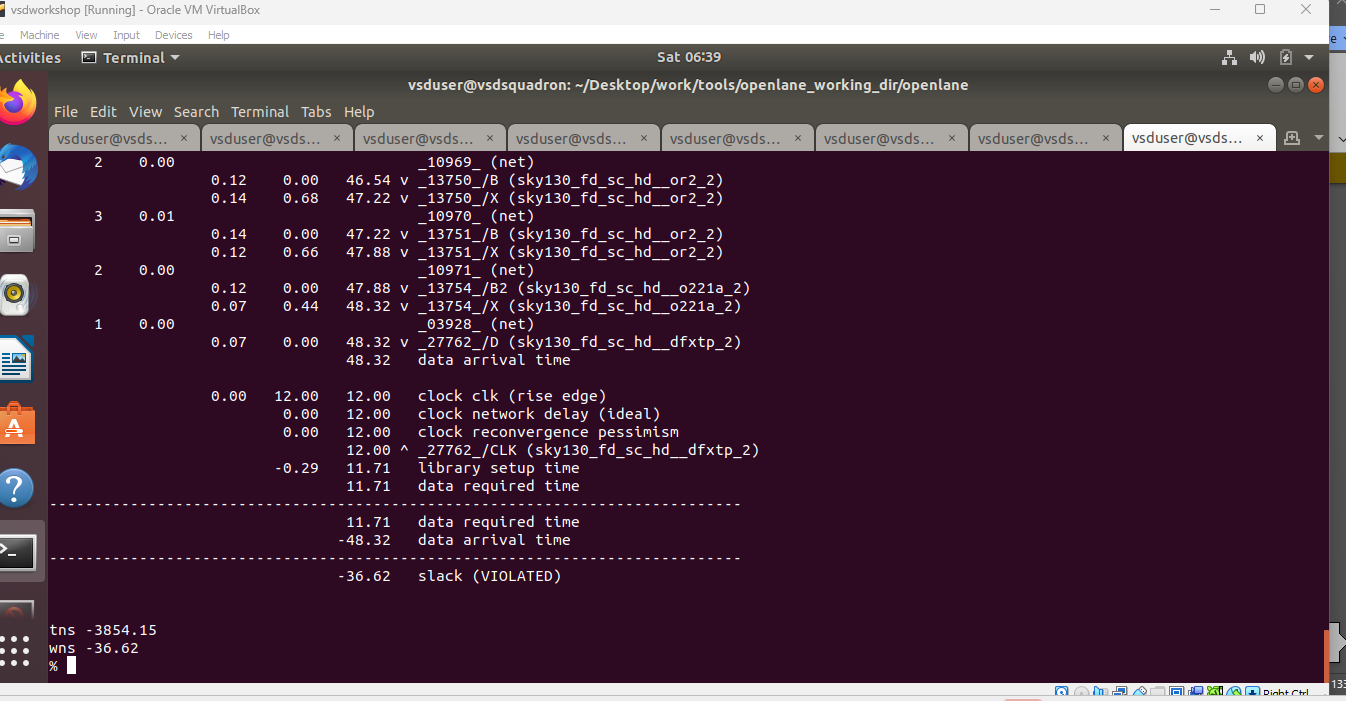 vsdworkshop [Running] - Oracle VM VirtualBox
Machine View Input Devices Help
Activities Terminal Sat 06:39
vsduser@vsdsquadron: ~/Desktop/work/tools/openlane_working_dir/openlane
File Edit View Search Terminal Tabs Help
vsduser@vsds... × vsduser@vsds... × vsduser@vsds... × vsduser@vsds... × vsduser@vsds... × vsduser@vsds... × vsduser@vsds... × vsduser@vsds... ×
2 0.00 _10969_ (net)
0.12 0.00 46.54 v _13750_/B (sky130_fd_sc_hd__or2_2)
0.14 0.68 47.22 v _13750_/X (sky130_fd_sc_hd__or2_2)
3 0.01 _10970_ (net)
0.14 0.00 47.22 v _13751_/B (sky130_fd_sc_hd__or2_2)
0.12 0.66 47.88 v _13751_/X (sky130_fd_sc_hd__or2_2)
2 0.00 _10971_ (net)
0.12 0.00 47.88 v _13754_/B2 (sky130_fd_sc_hd__o221a_2)
0.07 0.44 48.32 v _13754_/X (sky130_fd_sc_hd__o221a_2)
1 0.00 _03928_ (net)
0.07 0.00 48.32 v _27762_/D (sky130_fd_sc_hd__dfxtp_2)
48.32 data arrival time
0.00 12.00 12.00 clock clk (rise edge)
0.00 12.00 clock network delay (ideal)
0.00 12.00 clock reconvergence pessimism
12.00 ^ _27762_/CLK (sky130_fd_sc_hd__dfxtp_2)
-0.29 11.71 library setup time
11.71 data required time
-----------------------------------------------------------------------------
11.71 data required time
-48.32 data arrival time
-----------------------------------------------------------------------------
-36.62 slack (VIOLATED)
tns -3854.15
wns -36.62
%
Right Ctrl